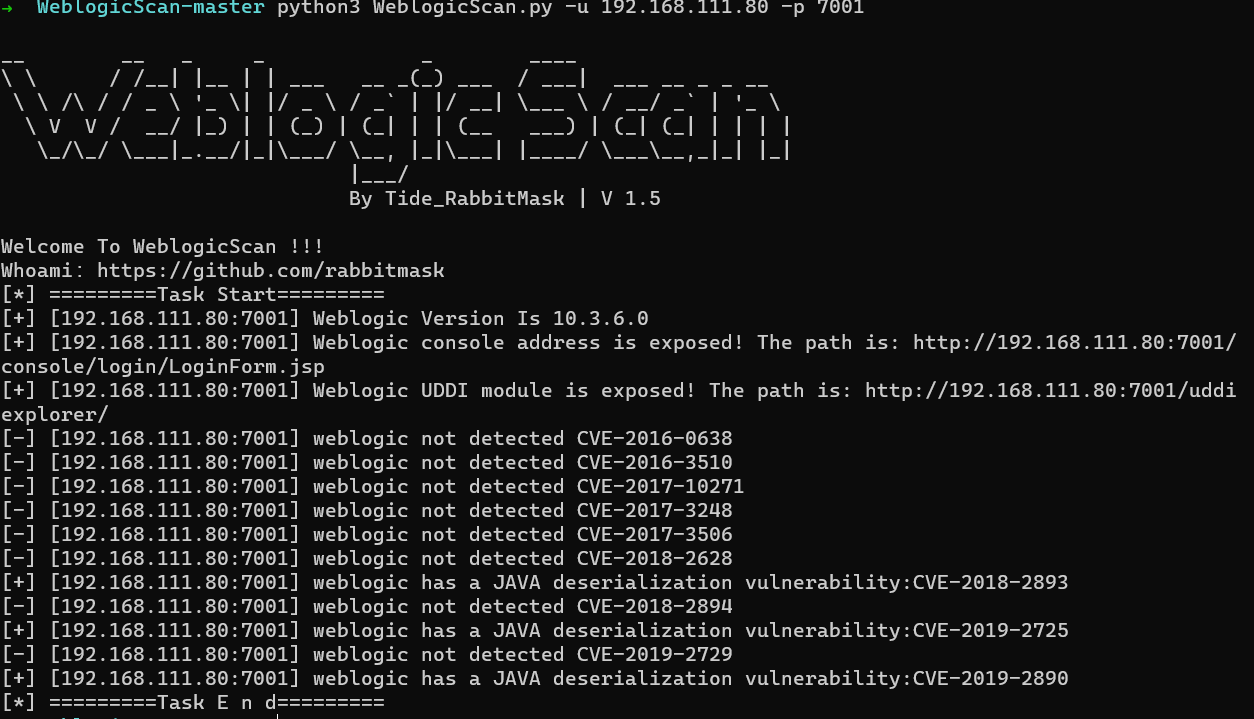 →  WeblogicScan-master python3 WeblogicScan.py -u 192.168.111.80 -p 7001
Weblogic Scan
By Tide_RabbitMask | V 1.5
Welcome To WeblogicScan !!!
Whoami: https://github.com/rabbitmask
[*] =========Task Start=========
[+] [192.168.111.80:7001] Weblogic Version Is 10.3.6.0
[+] [192.168.111.80:7001] Weblogic console address is exposed! The path is: http://192.168.111.80:7001/
console/login/LoginForm.jsp
[+] [192.168.111.80:7001] Weblogic UDDI module is exposed! The path is: http://192.168.111.80:7001/uddi
explorer/
[-] [192.168.111.80:7001] weblogic not detected CVE-2016-0638
[-] [192.168.111.80:7001] weblogic not detected CVE-2016-3510
[-] [192.168.111.80:7001] weblogic not detected CVE-2017-10271
[-] [192.168.111.80:7001] weblogic not detected CVE-2017-3248
[-] [192.168.111.80:7001] weblogic not detected CVE-2017-3506
[-] [192.168.111.80:7001] weblogic not detected CVE-2018-2628
[+] [192.168.111.80:7001] weblogic has a JAVA deserialization vulnerability:CVE-2018-2893
[-] [192.168.111.80:7001] weblogic not detected CVE-2018-2894
[+] [192.168.111.80:7001] weblogic has a JAVA deserialization vulnerability:CVE-2019-2725
[-] [192.168.111.80:7001] weblogic not detected CVE-2019-2729
[+] [192.168.111.80:7001] weblogic has a JAVA deserialization vulnerability:CVE-2019-2890
[*] =========Task E n d=========